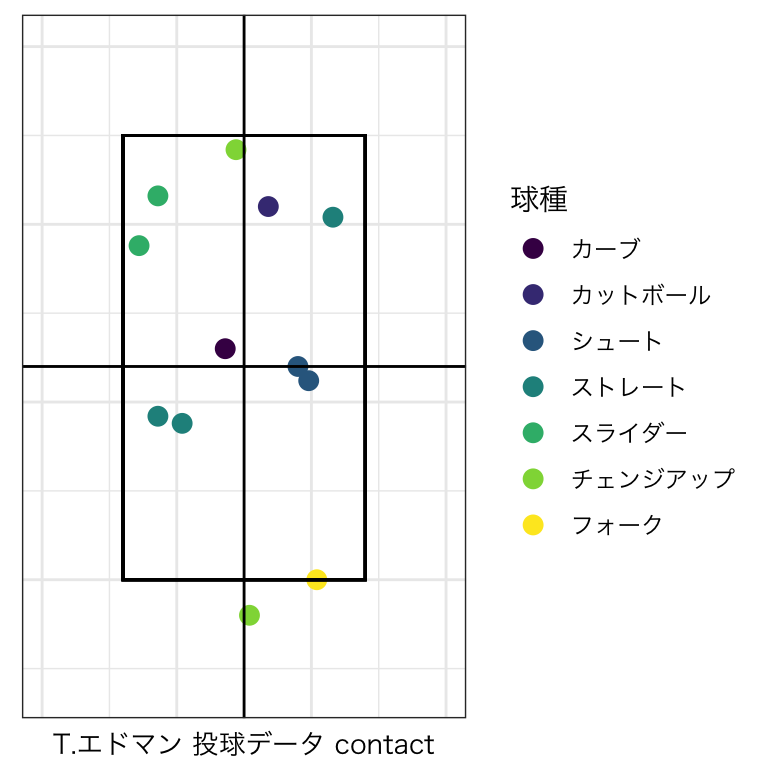 球種
カーブ
カットボール
シュート
ストレート
スライダー
チェンジアップ
フォーク
T.エドマン 投球データ contact